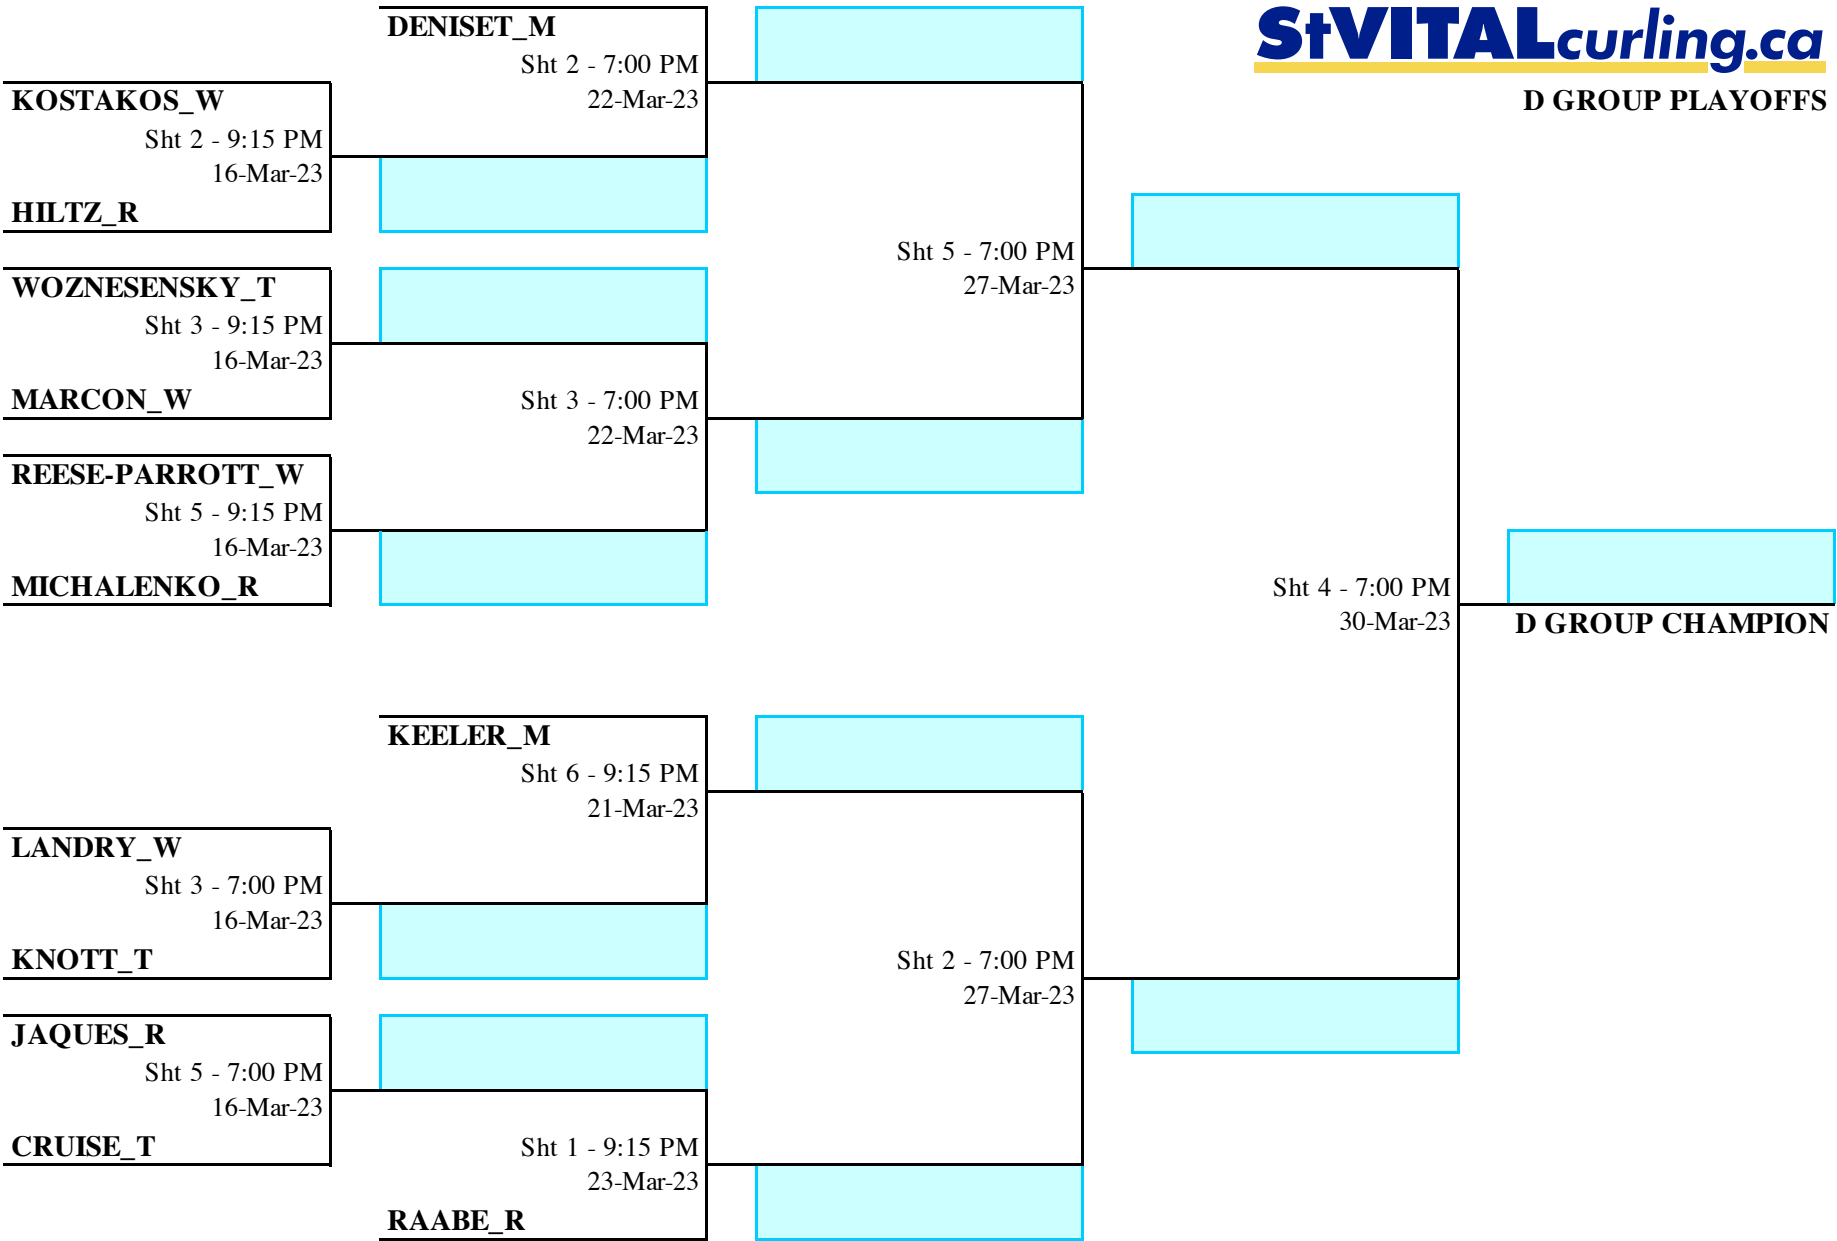 StVITALcurling.ca
D GROUP PLAYOFFS
KOSTAKOS_W
Sht 2 - 9:15 PM
16-Mar-23
HILTZ_R
WOZNESENSKY_T
Sht 3 - 9:15 PM
16-Mar-23
MARCON_W
REESE-PARROTT_W
Sht 5 - 9:15 PM
16-Mar-23
MICHALENKO_R
LANDRY_W
Sht 3 - 7:00 PM
16-Mar-23
KNOTT_T
JAQUES_R
Sht 5 - 7:00 PM
16-Mar-23
CRUISE_T
DENISET_M
Sht 2 - 7:00 PM
22-Mar-23
Sht 3 - 7:00 PM
22-Mar-23
KEELER_M
Sht 6 - 9:15 PM
21-Mar-23
Sht 1 - 9:15 PM
23-Mar-23
RAABE_R
Sht 5 - 7:00 PM
27-Mar-23
Sht 2 - 7:00 PM
27-Mar-23
Sht 4 - 7:00 PM
30-Mar-23
D GROUP CHAMPION